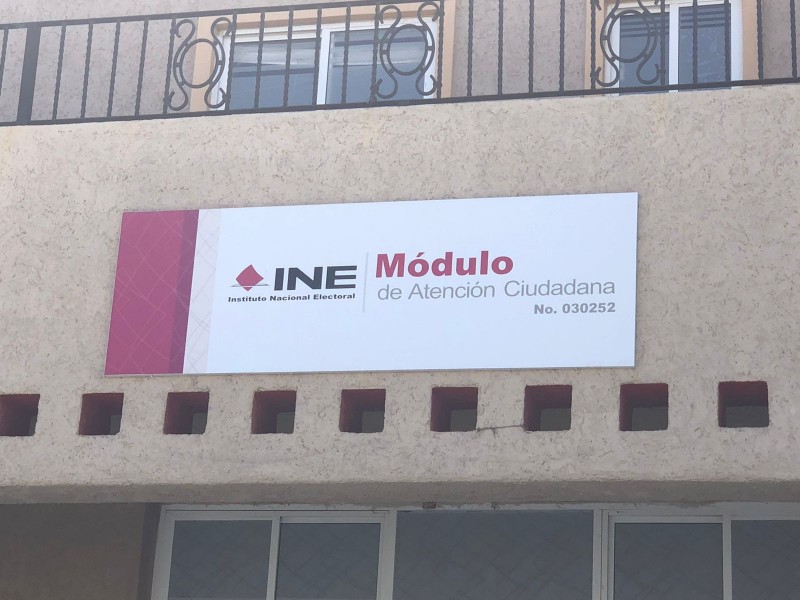 INE
Instituto Nacional Electoral
Módulo
de Atención Ciudadana
No. 030252